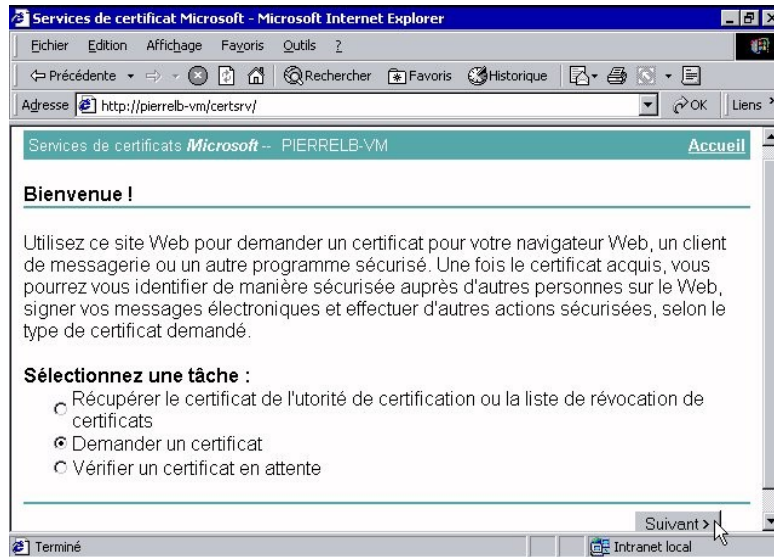 Services de certificat Microsoft - Microsoft Internet Explorer
Fichier Edition Affichage Favoris Outils ?
Précédente Rechercher Favoris Historique
Adresse http://pierrelb-vm/certsrv/ OK Liens
Services de certificats Microsoft -- PIERRELB-VM Accueil
Bienvenue !
Utilisez ce site Web pour demander un certificat pour votre navigateur Web, un client
de messagerie ou un autre programme sécurisé. Une fois le certificat acquis, vous
pourrez vous identifier de manière sécurisée auprès d'autres personnes sur le Web,
signer vos messages électroniques et effectuer d'autres actions sécurisées, selon le
type de certificat demandé.
Sélectionnez une tâche :
Récupérer le certificat de l'utorité de certification ou la liste de révocation de
certificats
Demander un certificat
Vérifier un certificat en attente
Suivant >
Terminé Intranet local